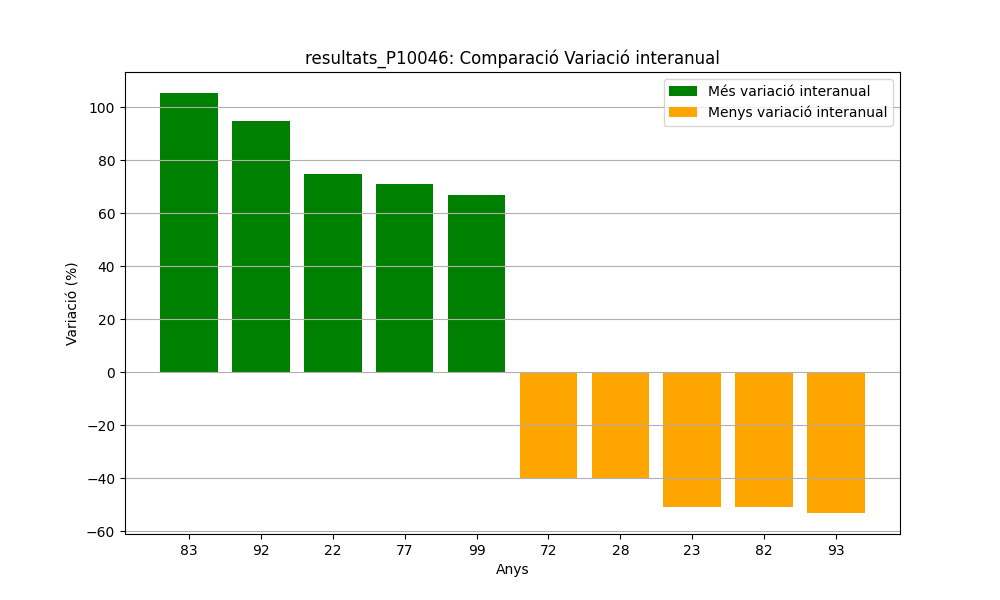 resultats_P10046: Comparació Variació interanual
Més variació interanual
Menys variació interanual
Variació (%)
100
80
60
40
20
0
−20
−40
−60
83 92 22 77 99 72 28 23 82 93
Anys